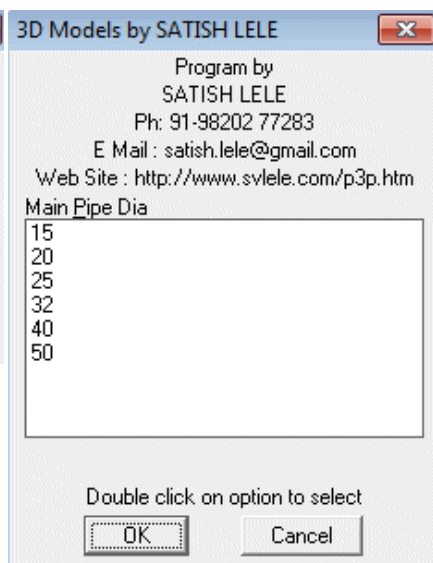 3D Models by SATISH LELE
Program by
SATISH LELE
Ph: 91-98202 77283
E Mail : satish.lele@gmail.com
Web Site : http://www.svlele.com/p3p.htm
Main Pipe Dia
15
20
25
32
40
50
Double click on option to select
OK
Cancel